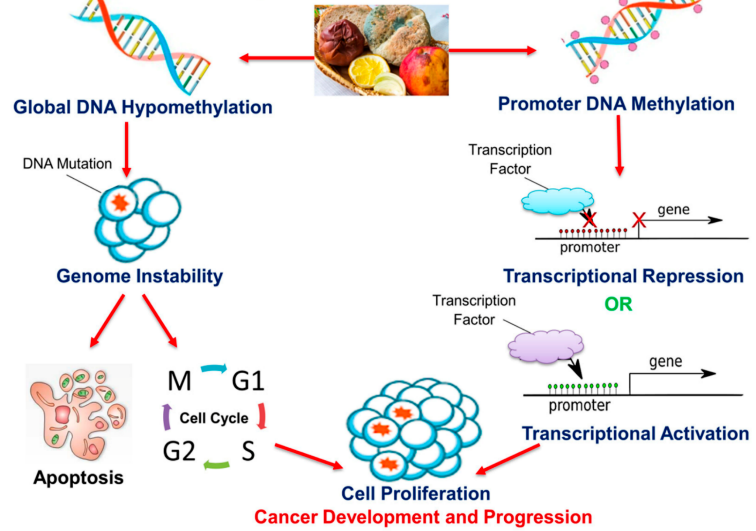 Global DNA Hypomethylation
Promoter DNA Methylation
DNA Mutation
Genome Instability
Transcription
Factor
gene
promoter
Transcriptional Repression
OR
Transcription
Factor
gene
promoter
Transcriptional Activation
Apoptosis
M
G1
Cell Cycle
G2
S
Cell Proliferation
Cancer Development and Progression